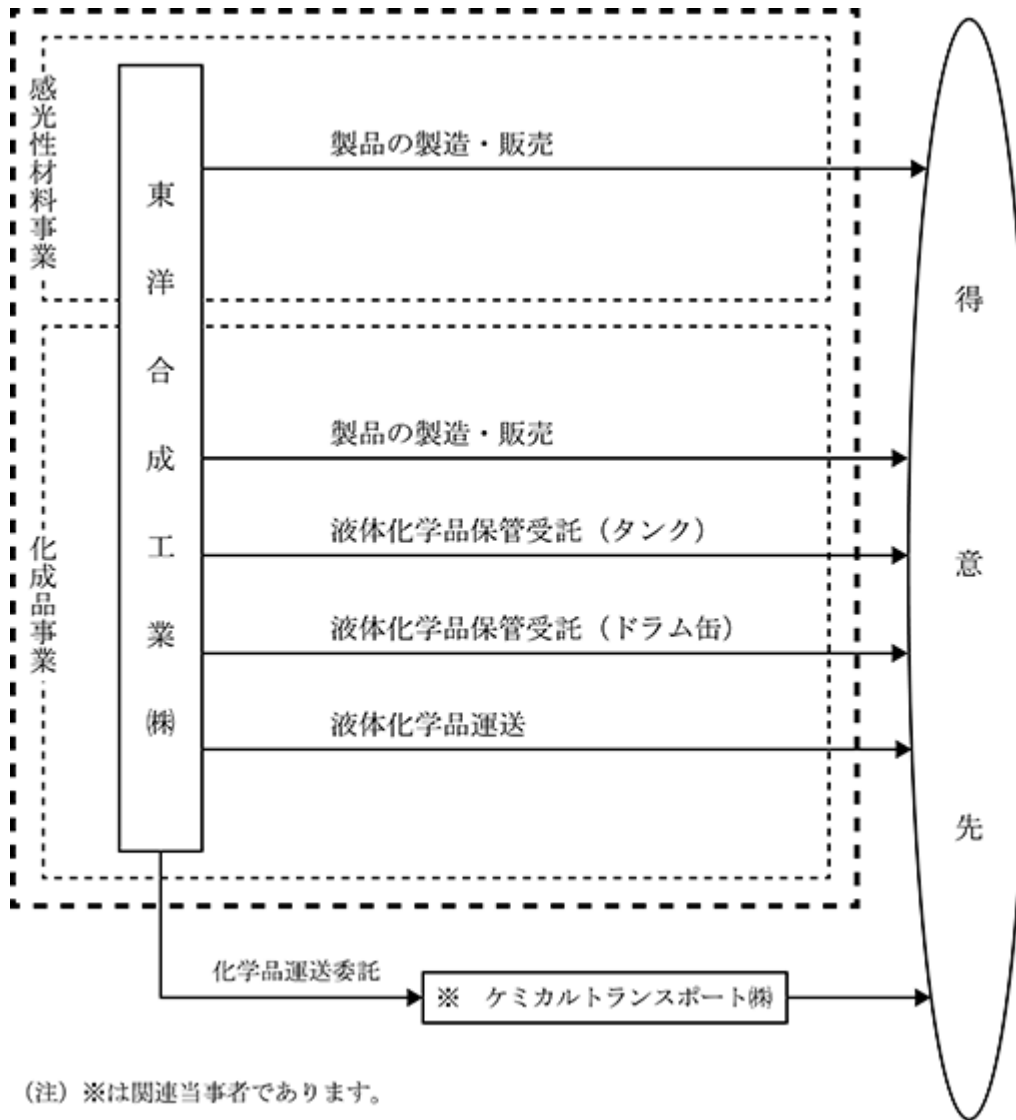 感光性材料事業
東洋合成工業㈱
製品の製造・販売
得意先
化成品事業
製品の製造・販売
液体化学品保管受託（タンク）
液体化学品保管受託（ドラム缶）
液体化学品運送
化学品運送委託
※　ケミカルトランスポート㈱
（注）※は関連当事者であります。